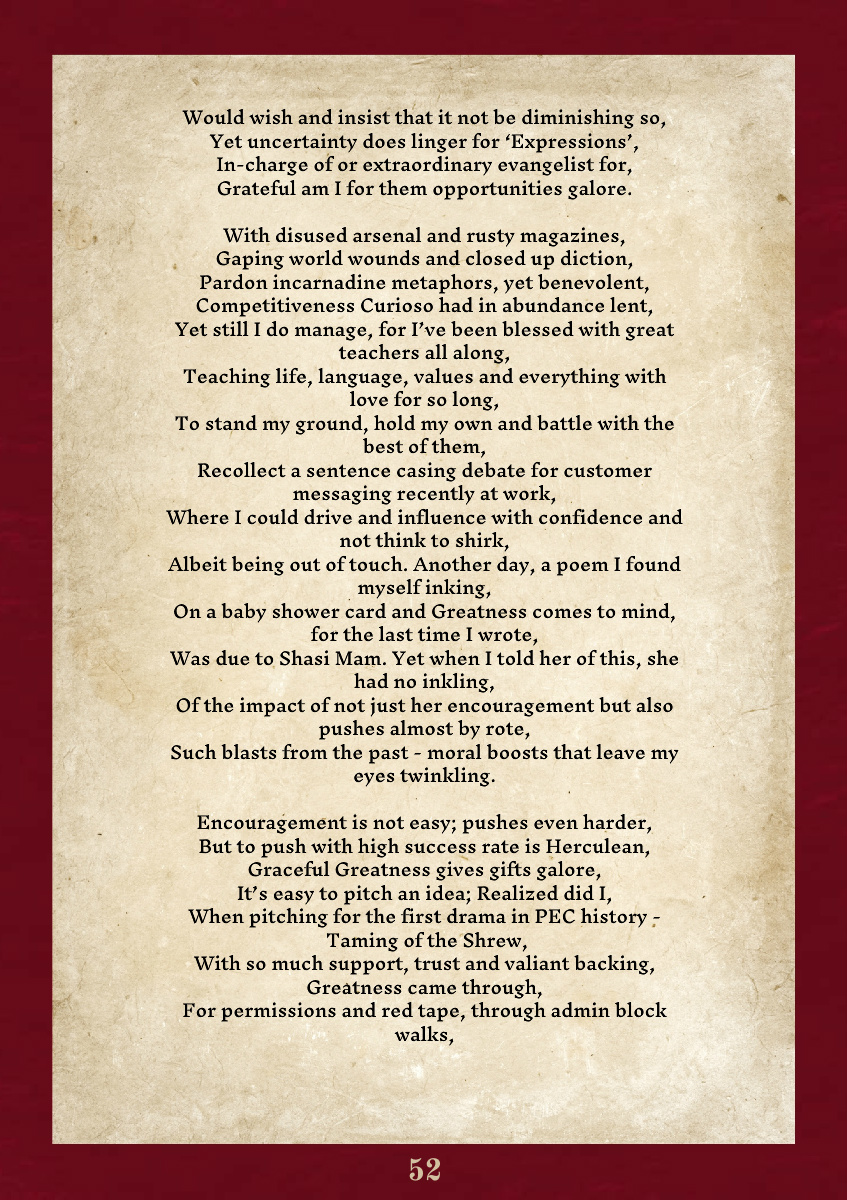 Would wish and insist that it not be diminishing so,
Yet uncertainty does linger for ‘Expressions’,
In-charge of or extraordinary evangelist for,
Grateful am I for them opportunities galore.
With disused arsenal and rusty magazines,
Gaping world wounds and closed up diction,
Pardon incarnadine metaphors, yet benevolent,
Competitiveness Curioso had in abundance lent,
Yet still I do manage, for I’ve been blessed with great
teachers all along,
Teaching life, language, values and everything with
love for so long,
To stand my ground, hold my own and battle with the
best of them,
Recollect a sentence casing debate for customer
messaging recently at work,
Where I could drive and influence with confidence and
not think to shirk,
Albeit being out of touch. Another day, a poem I found
myself inking,
On a baby shower card and Greatness comes to mind,
for the last time I wrote,
Was due to Shasi Mam. Yet when I told her of this, she
had no inkling,
Of the impact of not just her encouragement but also
pushes almost by rote,
Such blasts from the past - moral boosts that leave my
eyes twinkling.
Encouragement is not easy; pushes even harder,
But to push with high success rate is Herculean,
Graceful Greatness gives gifts galore,
It’s easy to pitch an idea; Realized did I,
When pitching for the first drama in PEC history -
Taming of the Shrew,
With so much support, trust and valiant backing,
Greatness came through,
For permissions and red tape, through admin block
walks,
52